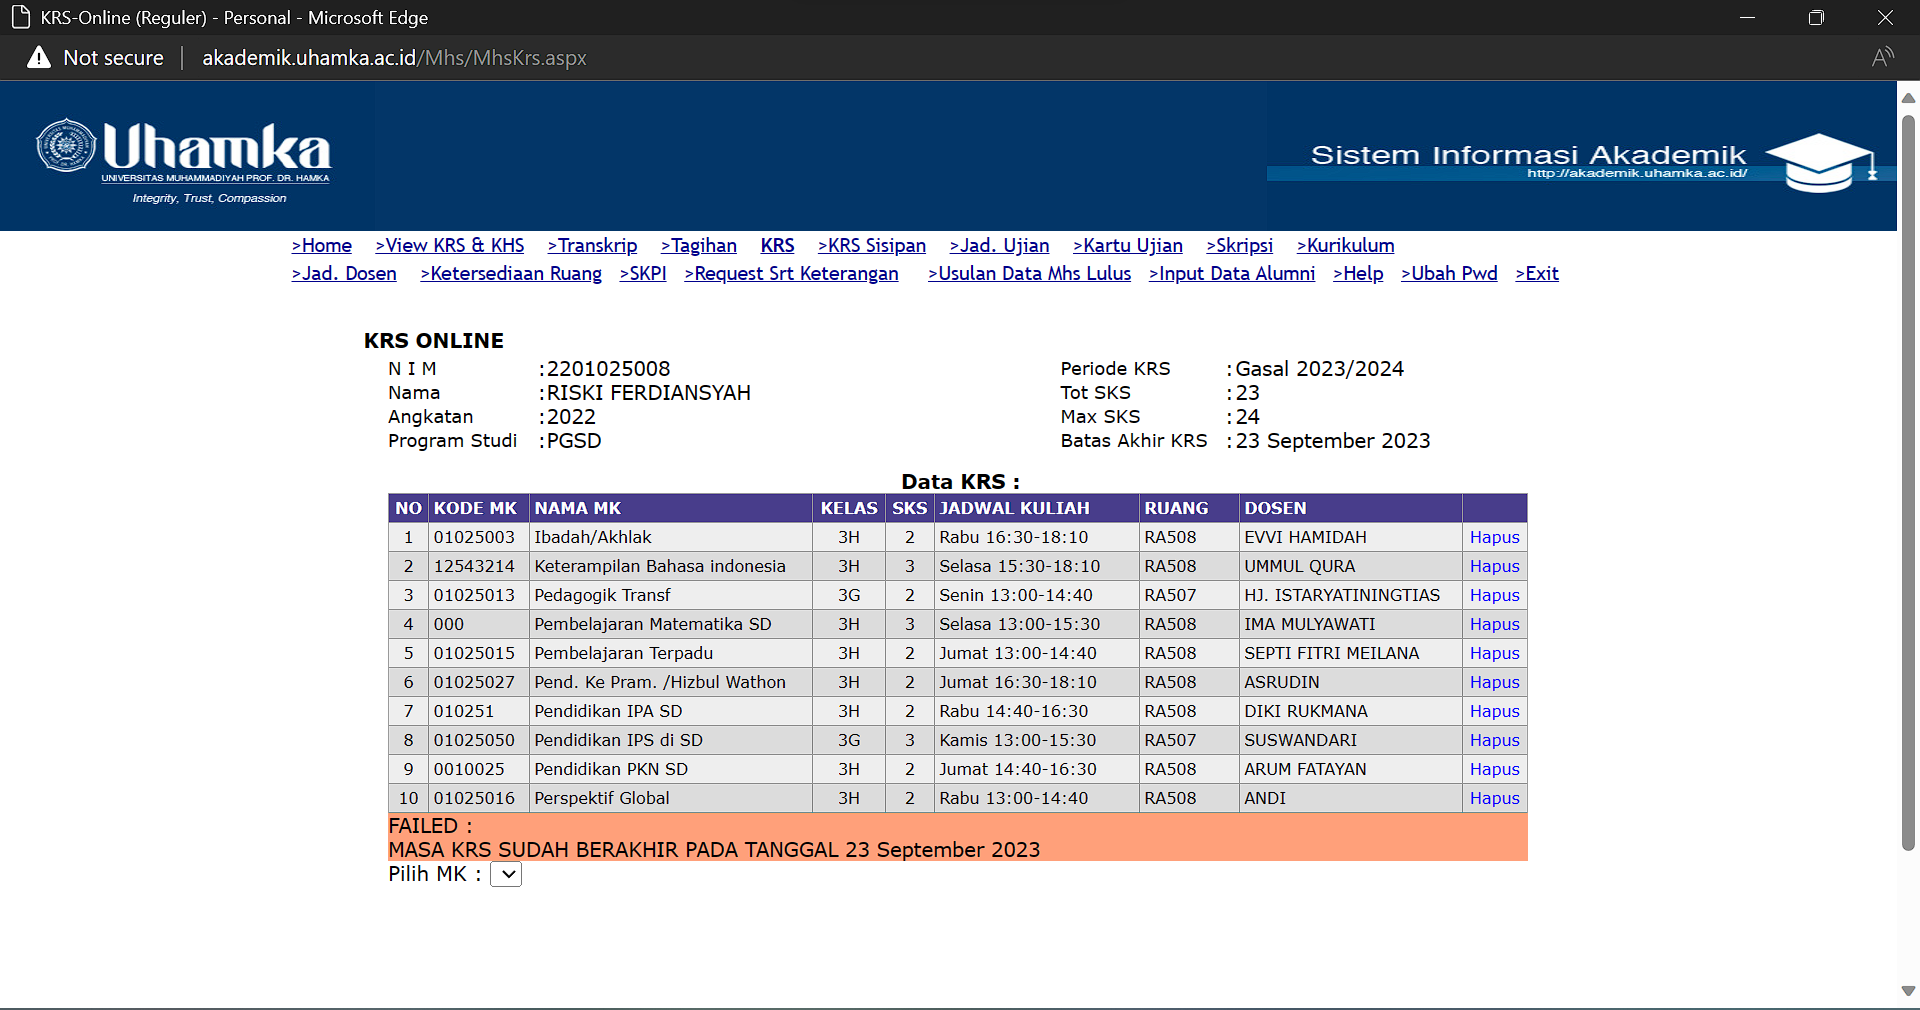 KRS-Online (Reguler) - Personal - Microsoft Edge
Not secure | akademik.uhamka.ac.id/Mhs/MhsKrs.aspx
Uhamka
UNIVERSITAS MUHAMMADIYAH PROF. DR. HAMKA
Integrity, Trust, Compassion
Sistem Informasi Akademik
http://akademik.uhamka.ac.id/
>Home >View KRS & KHS >Transkrip >Tagihan KRS >KRS Sisipan >Jad. Ujian >Kartu Ujian >Skripsi >Kurikulum
>Jad. Dosen >Ketersediaan Ruang >SKPI >Request Srt Keterangan >Usulan Data Mhs Lulus >Input Data Alumni >Help >Ubah Pwd >Exit
KRS ONLINE
N I M :2201025008 Periode KRS :Gasal 2023/2024
Nama :RISKI FERDIANSYAH Tot SKS :23
Angkatan :2022 Max SKS :24
Program Studi :PGSD Batas Akhir KRS :23 September 2023
Data KRS :
NO KODE MK NAMA MK KELAS SKS JADWAL KULIAH RUANG DOSEN
1 01025003 Ibadah/Akhlak 3H 2 Rabu 16:30-18:10 RA508 EVVI HAMIDAH Hapus
2 12543214 Keterampilan Bahasa indonesia 3H 3 Selasa 15:30-18:10 RA508 UMMUL QURA Hapus
3 01025013 Pedagogik Transf 3G 2 Senin 13:00-14:40 RA507 HJ. ISTARYATININGTIAS Hapus
4 000 Pembelajaran Matematika SD 3H 3 Selasa 13:00-15:30 RA508 IMA MULYAWATI Hapus
5 01025015 Pembelajaran Terpadu 3H 2 Jumat 13:00-14:40 RA508 SEPTI FITRI MEILANA Hapus
6 01025027 Pend. Ke Pram. /Hizbul Wathon 3H 2 Jumat 16:30-18:10 RA508 ASRUDIN Hapus
7 010251 Pendidikan IPA SD 3H 2 Rabu 14:40-16:30 RA508 DIKI RUKMANA Hapus
8 01025050 Pendidikan IPS di SD 3G 3 Kamis 13:00-15:30 RA507 SUSWANDARI Hapus
9 0010025 Pendidikan PKN SD 3H 2 Jumat 14:40-16:30 RA508 ARUM FATAYAN Hapus
10 01025016 Perspektif Global 3H 2 Rabu 13:00-14:40 RA508 ANDI Hapus
FAILED :
MASA KRS SUDAH BERAKHIR PADA TANGGAL 23 September 2023
Pilih MK :